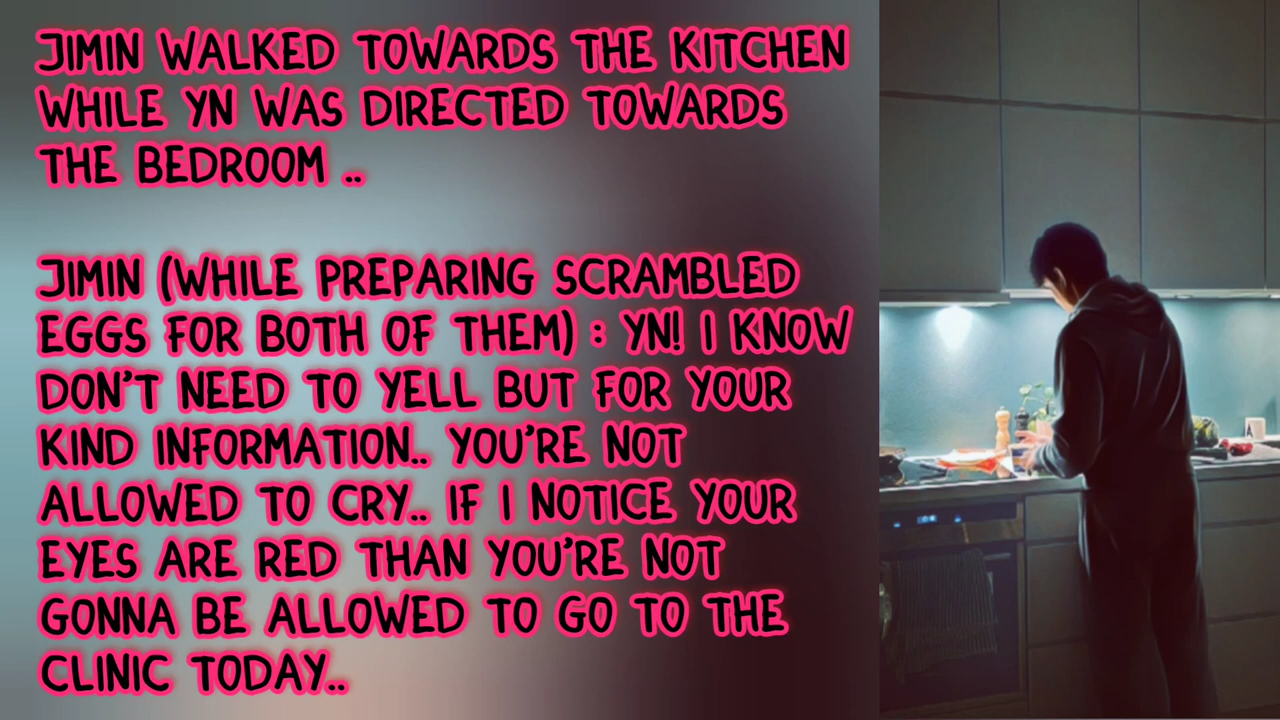 JIMIN WALKED TOWARDS THE KITCHEN
WHILE YN WAS DIRECTED TOWARDS
THE BEDROOM ..
JIMIN (WHILE PREPARING SCRAMBLED
EGGS FOR BOTH OF THEM) : YN! I KNOW
DON'T NEED TO YELL BUT FOR YOUR
KIND INFORMATION.. YOU'RE NOT
ALLOWED TO CRY.. IF I NOTICE YOUR
EYES ARE RED THAN YOU'RE NOT
GONNA BE ALLOWED TO GO TO THE
CLINIC TODAY..
A